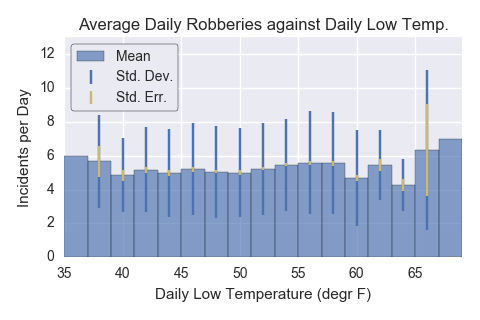 Average Daily Robberies against Daily Low Temp.
12
10
8
6
4
2
0
Incidents per Day
Mean
Std. Dev.
Std. Err.
35 40 45 50 55 60 65
Daily Low Temperature (degr F)